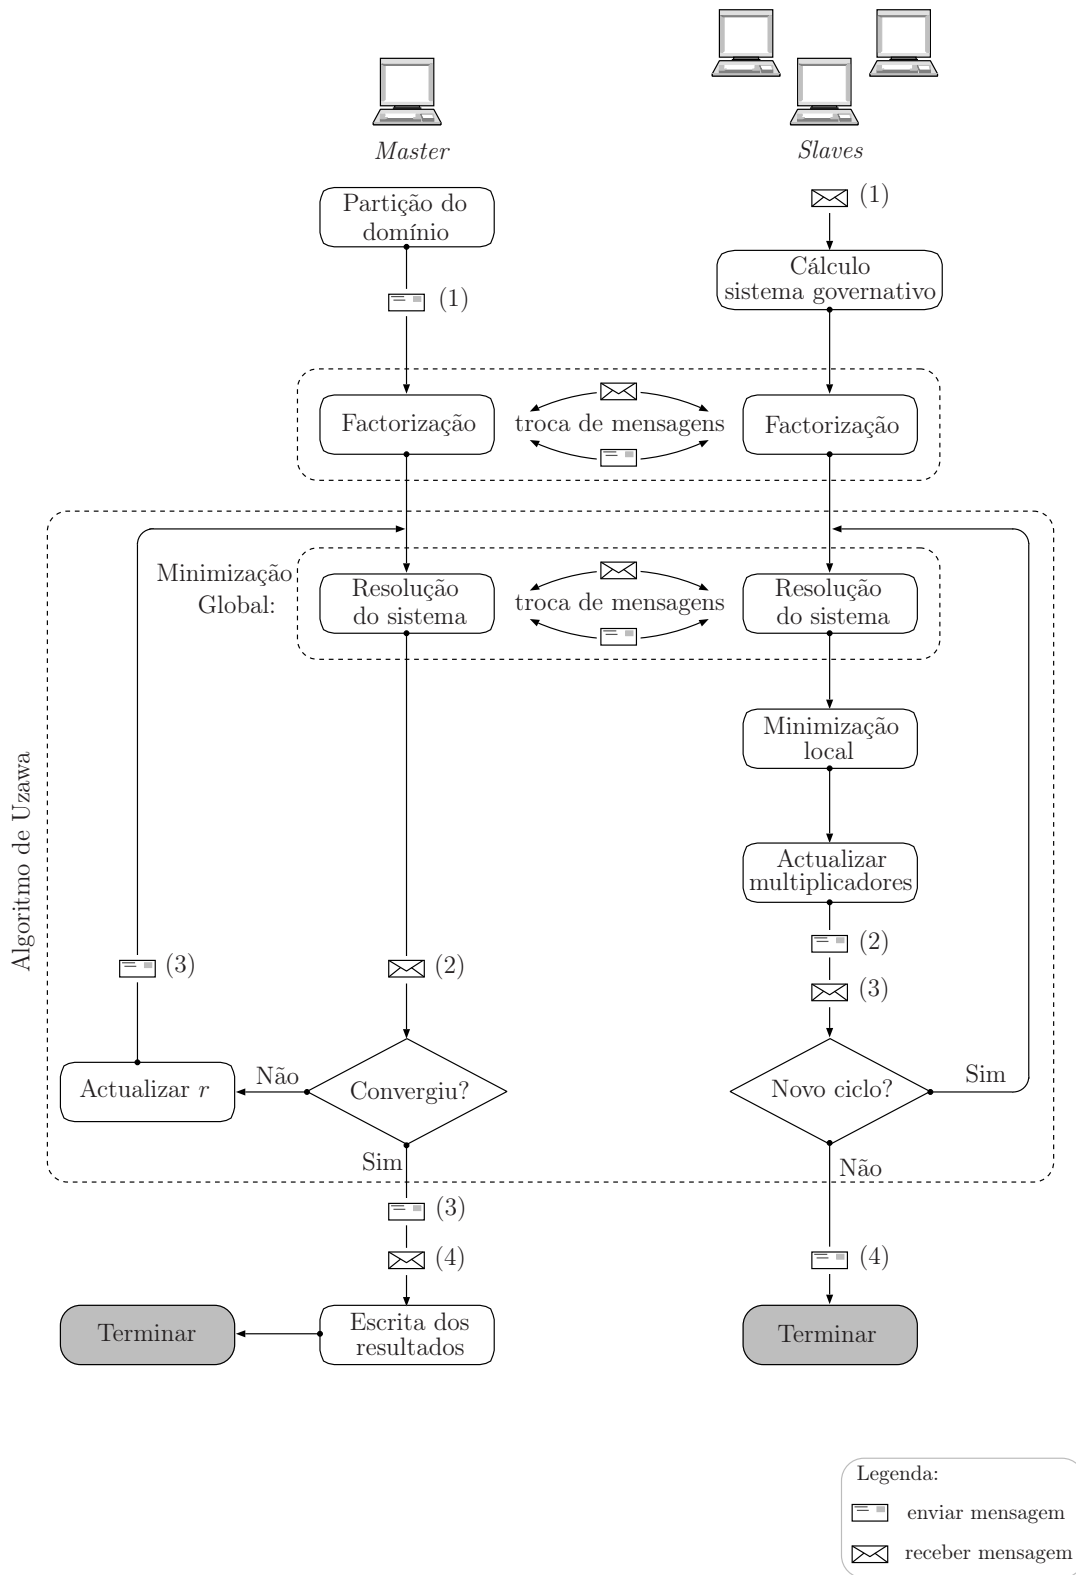 Master
Slaves
(1)
Partição do
domínio
Cálculo
sistema governativo
(1)
Factorização
troca de mensagens
Factorização
Minimização
Global:
Resolução
do sistema
troca de mensagens
Resolução
do sistema
Minimização
local
Algoritmo de Uzawa
Actualizar
multiplicadores
(2)
(3)
(2)
(3)
Actualizar r
Não
Convergiu?
Novo ciclo?
Sim
Sim
Não
(3)
(4)
(4)
Terminar
Escrita dos
resultados
Terminar
Legenda:
enviar mensagem
receber mensagem